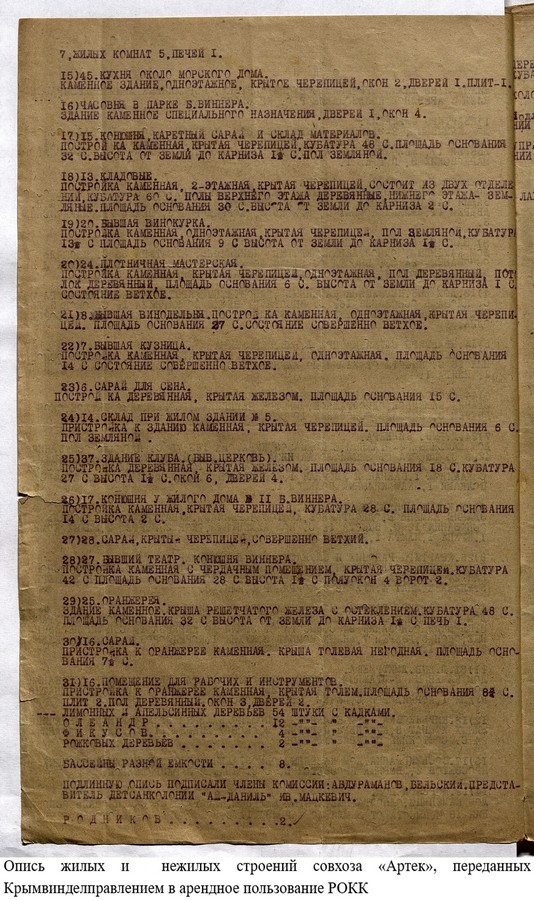 7, ЖИЛЫХ КОМНАТ 5, ПЕЧЕЙ I.
15)45. КУХНЯ ОКОЛО МОРСКОГО ДОМА.
КАМЕННОЕ ЗДАНИЕ, ОДНОЭТАЖНОЕ, КРЫТОЕ ЧЕРЕПИЦЕЙ, ОКОН 2, ДВЕРЕЙ I. ПЛИТ-I.
16) ЧАСОВНЯ В ПАРКЕ Б. ВИННЕРА.
ЗДАНИЕ КАМЕННОЕ СПЕЦИАЛЬНОГО НАЗНАЧЕНИЯ, ДВЕРЕЙ I, ОКОН 4.
17)15. КОНЮШНЯ, КАРЕТНЫЙ САРАЙ И СКЛАД МАТЕРИАЛОВ.
ПОСТРОЙКА КАМЕННАЯ, КРЫТАЯ ЧЕРЕПИЦЕЙ, КУБАТУРА 48 С. ПЛОЩАДЬ ОСНОВАНИЯ
32 С. ВЫСОТА ОТ ЗЕМЛИ ДО КАРНИЗА 1½ С. ПОЛ ЗЕМЛЯНОЙ.
18)13. КЛАДОВЫЕ.
ПОСТРОЙКА КАМЕННАЯ, 2-ЭТАЖНАЯ, КРЫТАЯ ЧЕРЕПИЦЕЙ, СОСТОИТ ИЗ ДВУХ ОТДЕЛЕ
НИЙ, КУБАТУРА 60 С. ПОЛЫ ВЕРХНЕГО ЭТАЖА ДЕРЕВЯННЫЕ, НИЖНЕГО ЭТАЖА- ЗЕМ-
ЛЯНЫЕ. ПЛОЩАДЬ ОСНОВАНИЯ 30 С. ВЫСОТА ОТ ЗЕМЛИ ДО КАРНИЗА 2 С.
19)20. БЫВШАЯ ВИНОКУРКА.
ПОСТРОЙКА КАМЕННАЯ, ОДНОЭТАЖНАЯ, КРЫТАЯ ЧЕРЕПИЦЕЙ, ПОЛ ЗЕМЛЯНОЙ, КУБАТУРА
13½ С ПЛОЩАДЬ ОСНОВАНИЯ 9 С ВЫСОТА ОТ ЗЕМЛИ ДО КАРНИЗА 1½ С.
20)24. ПЛОТНИЧНАЯ МАСТЕРСКАЯ.
ПОСТРОЙКА КАМЕННАЯ, КРЫТАЯ ЧЕРЕПИЦЕЙ, ОДНОЭТАЖНАЯ, ПОЛ ДЕРЕВЯННЫЙ, ПОТО
ЛОК ДЕРЕВЯННЫЙ, ПЛОЩАДЬ ОСНОВАНИЯ 6 С. ВЫСОТА ОТ ЗЕМЛИ ДО КАРНИЗА I С.
СОСТОЯНИЕ ВЕТХОЕ.
21)8. БЫВШАЯ ВИНОДЕЛЬНЯ. ПОСТРОЙКА КАМЕННАЯ, ОДНОЭТАЖНАЯ, КРЫТАЯ ЧЕРЕПИ-
ЦЕЙ. ПЛОЩАДЬ ОСНОВАНИЯ 27 С. СОСТОЯНИЕ СОВЕРШЕННО ВЕТХОЕ.
22)7. БЫВШАЯ КУЗНИЦА.
ПОСТРОЙКА КАМЕННАЯ, КРЫТАЯ ЧЕРЕПИЦЕЙ, ОДНОЭТАЖНАЯ. ПЛОЩАДЬ ОСНОВАНИЯ
14 С СОСТОЯНИЕ СОВЕРШЕННО ВЕТХОЕ.
23)6. САРАЙ ДЛЯ СЕНА.
ПОСТРОЙКА ДЕРЕВЯННАЯ, КРЫТАЯ ЖЕЛЕЗОМ. ПЛОЩАДЬ ОСНОВАНИЯ 15 С.
24)14. СКЛАД ПРИ ЖИЛОМ ЗДАНИИ № 5.
ПРИСТРОЙКА К ЗДАНИЮ КАМЕННАЯ, КРЫТАЯ ЧЕРЕПИЦЕЙ. ПЛОЩАДЬ ОСНОВАНИЯ 6 С.
ПОЛ ЗЕМЛЯНОЙ .
25)37. ЗДАНИЕ КЛУБА. (БЫВ. ЦЕРКОВЬ).
ПОСТРОЙКА ДЕРЕВЯННАЯ, КРЫТАЯ ЖЕЛЕЗОМ. ПЛОЩАДЬ ОСНОВАНИЯ 18 С. КУБАТУРА
27 С ВЫСОТА 1½ С. ОКОН 6, ДВЕРЕЙ 4.
26)17. КОНЮШНЯ У ЖИЛОГО ДОМА № II Б. ВИННЕРА.
ПОСТРОЙКА КАМЕННАЯ, КРЫТАЯ ЧЕРЕПИЦЕЙ, КУБАТУРА 28 С. ПЛОЩАДЬ ОСНОВАНИЯ
14 С ВЫСОТА 2 С.
27)28. САРАЙ, КРЫТЫЙ ЧЕРЕПИЦЕЙ, СОВЕРШЕННО ВЕТХИЙ.
28)27. БЫВШИЙ ТЕАТР. КОНЮШНЯ ВИННЕРА.
ПОСТРОЙКА КАМЕННАЯ С ЧЕРДАЧНЫМ ПОМЕЩЕНИЕМ, КРЫТАЯ ЧЕРЕПИЦЕЙ. КУБАТУРА
42 С ПЛОЩАДЬ ОСНОВАНИЯ 28 С ВЫСОТА 1½ С ПОЛУОКОН 4 ВОРОТ 2.
29)25. ОРАНЖЕРЕЯ.
ЗДАНИЕ КАМЕННОЕ. КРЫША РЕШЕТЧАТОГО ЖЕЛЕЗА С ОСТЕКЛЕНИЕМ. КУБАТУРА 48 С.
ПЛОЩАДЬ ОСНОВАНИЯ 32 С ВЫСОТА ОТ ЗЕМЛИ ДО КАРНИЗА 1½ С ПЕЧЬ I.
30)16. САРАЙ.
ПРИСТРОЙКА К ОРАНЖЕРЕЕ КАМЕННАЯ. КРЫША ТОЛЕВАЯ НЕГОДНАЯ. ПЛОЩАДЬ ОСНО-
ВАНИЯ 7½ С.
31)16. ПОМЕЩЕНИЕ ДЛЯ РАБОЧИХ И ИНСТРУМЕНТОВ.
ПРИСТРОЙКА К ОРАНЖЕРЕЕ КАМЕННАЯ, КРЫТАЯ ТОЛЕМ. ПЛОЩАДЬ ОСНОВАНИЯ 8½ С.
ПЛИТ 2. ПОЛ ДЕРЕВЯННЫЙ, ОКОН 3, ДВЕРЕЙ 2.
--- ЛИМОННЫХ И АПЕЛЬСИННЫХ ДЕРЕВЬЕВ 54 ШТУКИ С КАДКАМИ.
О Л Е А Н Д Р . . . . . . . . . . 12 -""- " -""-
Ф И К У С О В . . . . . . . . . . 4 -""- " -""-
РОЖКОВЫХ ДЕРЕВЬЕВ . . . . . . . . 2 -""- " -""-
БАССЕЙНЫ РАЗНОЙ ЕМКОСТИ . . . . 8.
ПОДЛИННУЮ ОПИСЬ ПОДПИСАЛИ ЧЛЕНЫ КОМИССИИ: АБДУРАМАНОВ, БЕЛЬСКИЙ. ПРЕДСТА-
ВИТЕЛЬ ДЕТСАНКОЛОНИИ "АЙ-ДАНИЛЬ" ИВ. МАЦКЕВИЧ.
Р О Д Н И К О В . . . . . . . . . . 2.
Опись жилых и нежилых строений совхоза «Артек», переданных
Крымвинделправлением в арендное пользование РОКК